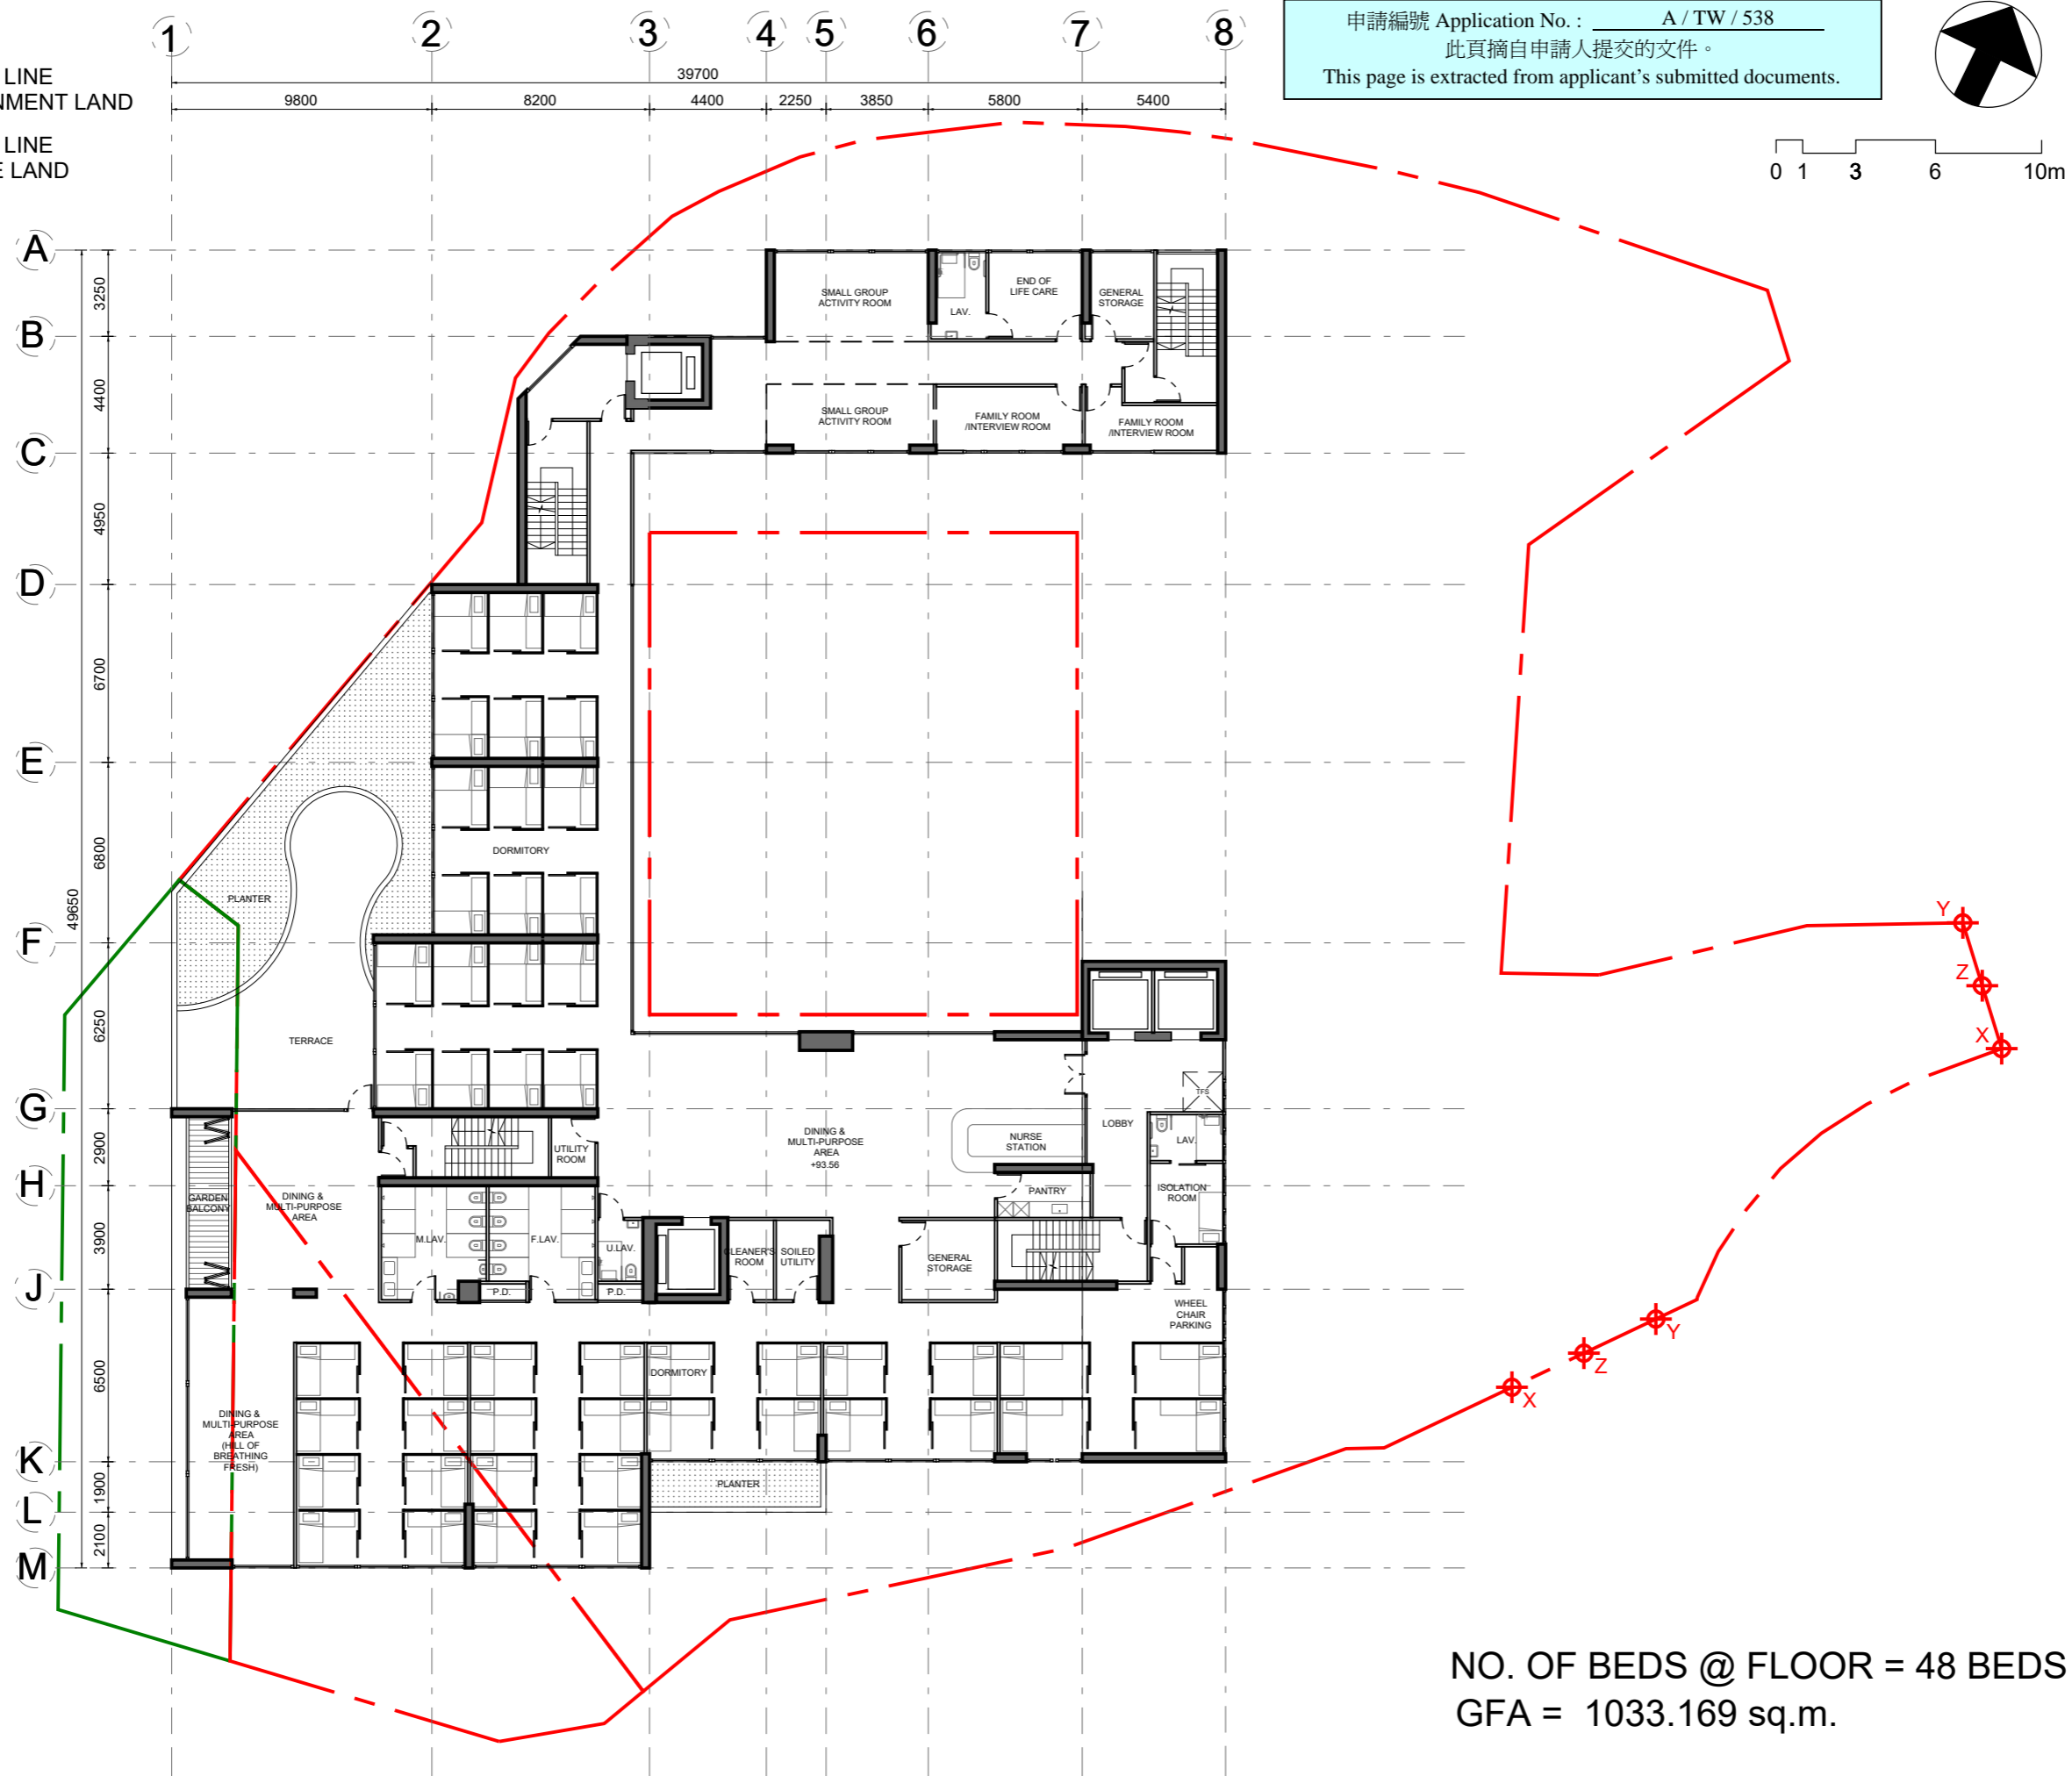 1 2 3 4 5 6 7 8
申請編號 Application No. : A / TW / 538
此頁摘自申請人提交的文件。
This page is extracted from applicant's submitted documents.
LINE
NMENT LAND
LINE
E LAND
39700
9800 8200 4400 2250 3850 5800 5400
0 1 3 6 10m
A
B
C
D
E
F
G
H
J
K
L
M
49650
3250
4400
4950
6700
6800
6250
2900
3900
6500
1900
2100
SMALL GROUP
ACTIVITY ROOM
LAV.
END OF
LIFE CARE
GENERAL
STORAGE
SMALL GROUP
ACTIVITY ROOM
FAMILY ROOM
/INTERVIEW ROOM
FAMILY ROOM
/INTERVIEW ROOM
DORMITORY
PLANTER
TERRACE
Y
Z
X
TFS
LOBBY
LAV.
NURSE
STATION
DINING &
MULTI-PURPOSE
AREA
+93.56
UTILITY
ROOM
PANTRY
ISOLATION
ROOM
GARDEN
BALCONY
DINING &
MULTI-PURPOSE
AREA
M.LAV.
F.LAV.
U.LAV.
CLEANER'S
ROOM
SOILED
UTILITY
GENERAL
STORAGE
P.D.
P.D.
WHEEL
CHAIR
PARKING
Y
Z
X
DORMITORY
DINING &
MULTI-PURPOSE
AREA
(HILL OF
BREATHING
FRESH)
PLANTER
NO. OF BEDS @ FLOOR = 48 BEDS
GFA = 1033.169 sq.m.